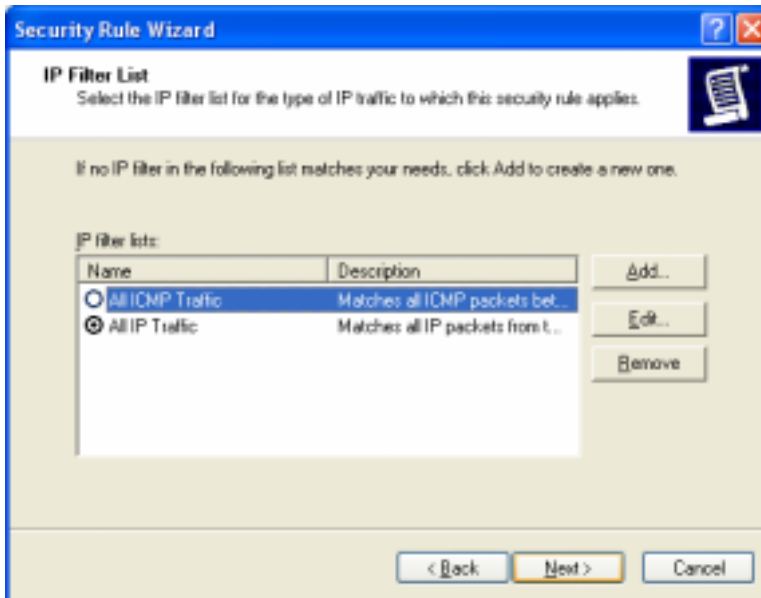 Security Rule Wizard
IP Filter List
Select the IP filter list for the type of IP traffic to which this security rule applies.
If no IP filter in the following list matches your needs, click Add to create a new one.
IP filter lists:
Name Description
All ICMP Traffic Matches all ICMP packets bet...
All IP Traffic Matches all IP packets from t...
Add...
Edit...
Remove
< Back Next > Cancel